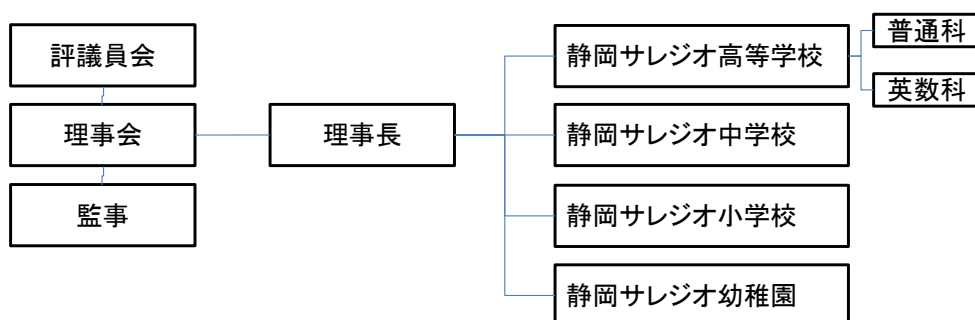 評議員会
理事会
監事
理事長
静岡サレジオ高等学校
静岡サレジオ中学校
静岡サレジオ小学校
静岡サレジオ幼稚園
普通科
英数科